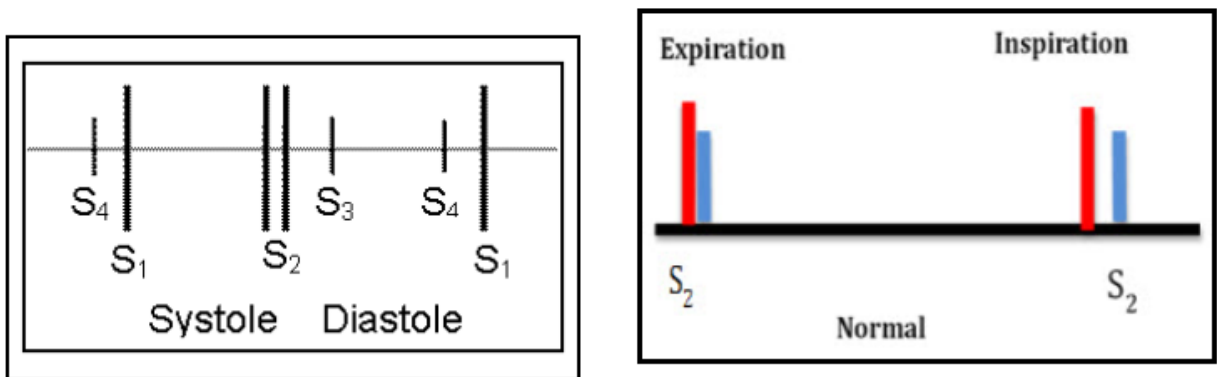 S₄ S₃ S₄
S₁ S₂ S₁
Systole Diastole
Expiration Inspiration
S₂ S₂
Normal